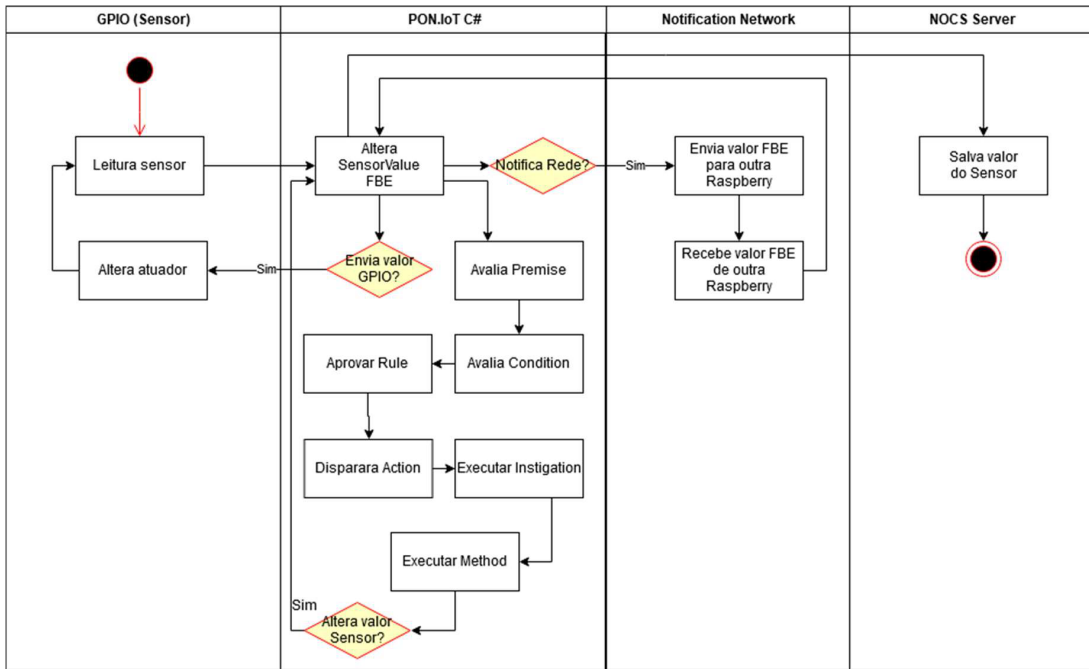 GPIO (Sensor)
PON.IoT C#
Notification Network
NOCS Server
Leitura sensor
Altera
SensorValue
FBE
Notifica Rede?
Sim
Envia valor FBE
para outra
Raspberry
Salva valor
do Sensor
Altera atuador
Sim
Envia valor
GPIO?
Avalia Premise
Recebe valor FBE
de outra
Raspberry
Aprovar Rule
Avalia Condition
Disparara Action
Executar Instigation
Executar Method
Sim
Altera valor
Sensor?